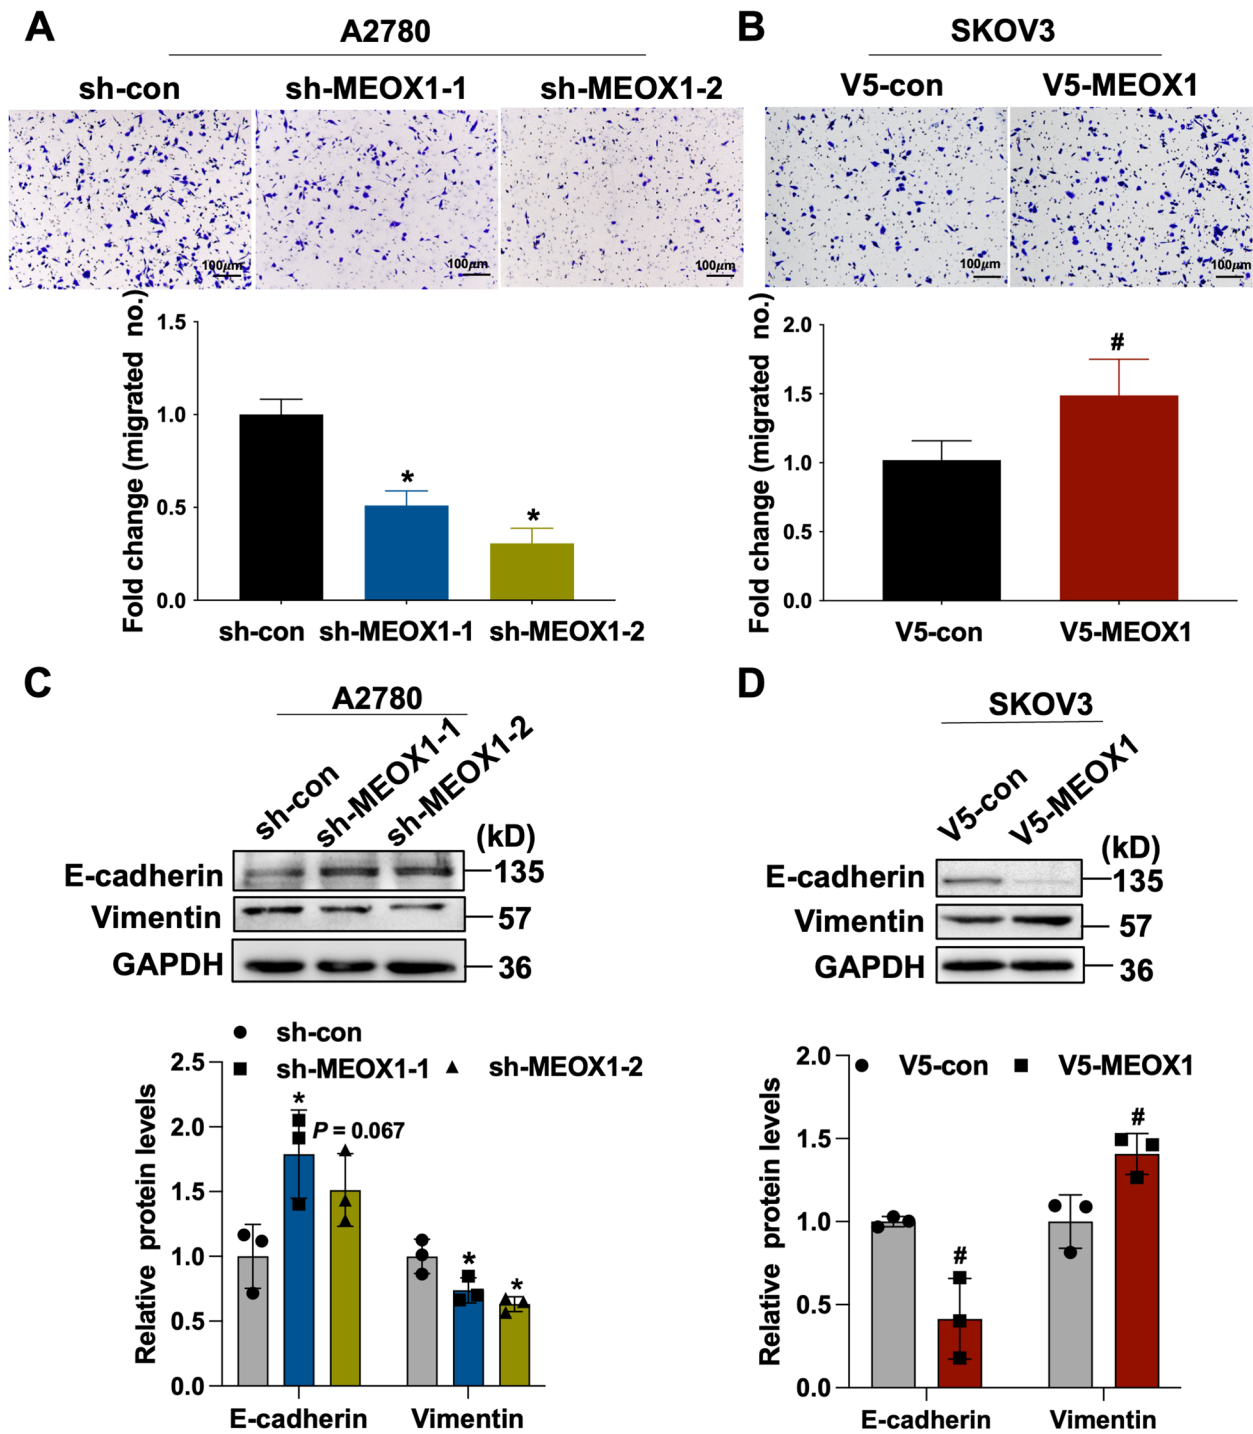 A
A2780
sh-con sh-MEOX1-1 sh-MEOX1-2
100μm 100μm 100μm
Fold change (migrated no.)
1.5
1.0
0.5
0.0
* *
sh-con sh-MEOX1-1 sh-MEOX1-2
B
SKOV3
V5-con V5-MEOX1
100μm 100μm
Fold change (migrated no.)
2.0
1.5
1.0
0.5
0.0
#
V5-con V5-MEOX1
C
A2780
sh-con sh-MEOX1-1 sh-MEOX1-2
(kD)
E-cadherin 135
Vimentin 57
GAPDH 36
sh-con
sh-MEOX1-1 sh-MEOX1-2
Relative protein levels
2.5
2.0
1.5
1.0
0.5
0.0
* P = 0.067
* *
E-cadherin Vimentin
D
SKOV3
V5-con V5-MEOX1
(kD)
E-cadherin 135
Vimentin 57
GAPDH 36
V5-con V5-MEOX1
Relative protein levels
2.0
1.5
1.0
0.5
0.0
# #
E-cadherin Vimentin